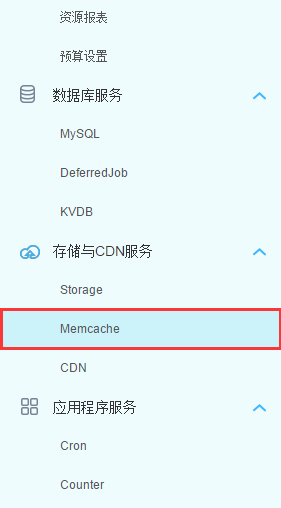 资源报表
预算设置
数据库服务
MySQL
DeferredJob
KVDB
存储与CDN服务
Storage
Memcache
CDN
应用程序服务
Cron
Counter